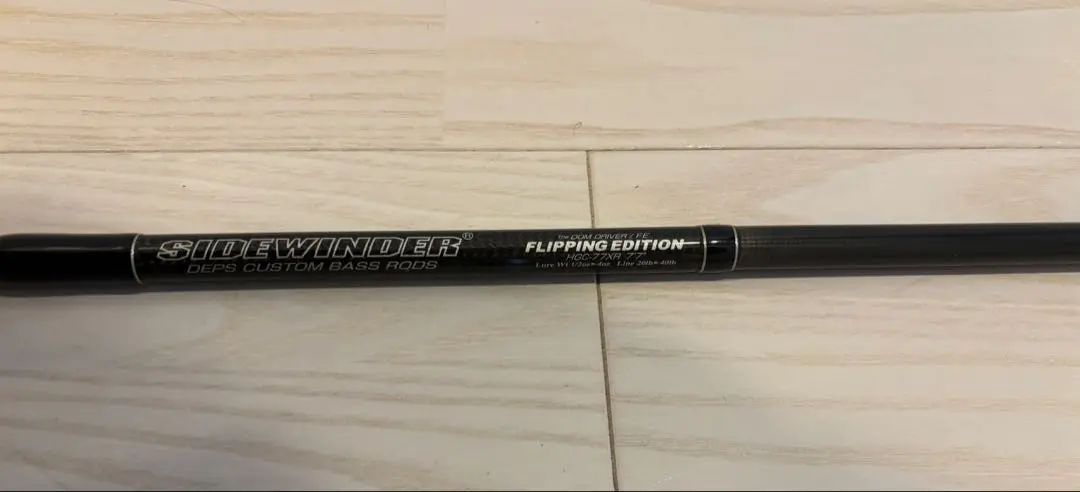 SIDEWINDER®
DEPS CUSTOM BASS RODS
the DOM DRIVER / F.E
FLIPPING EDITION
HGC-77XR 7'7"
Lure Wt 1/2oz~4oz Line 20lb~40lb